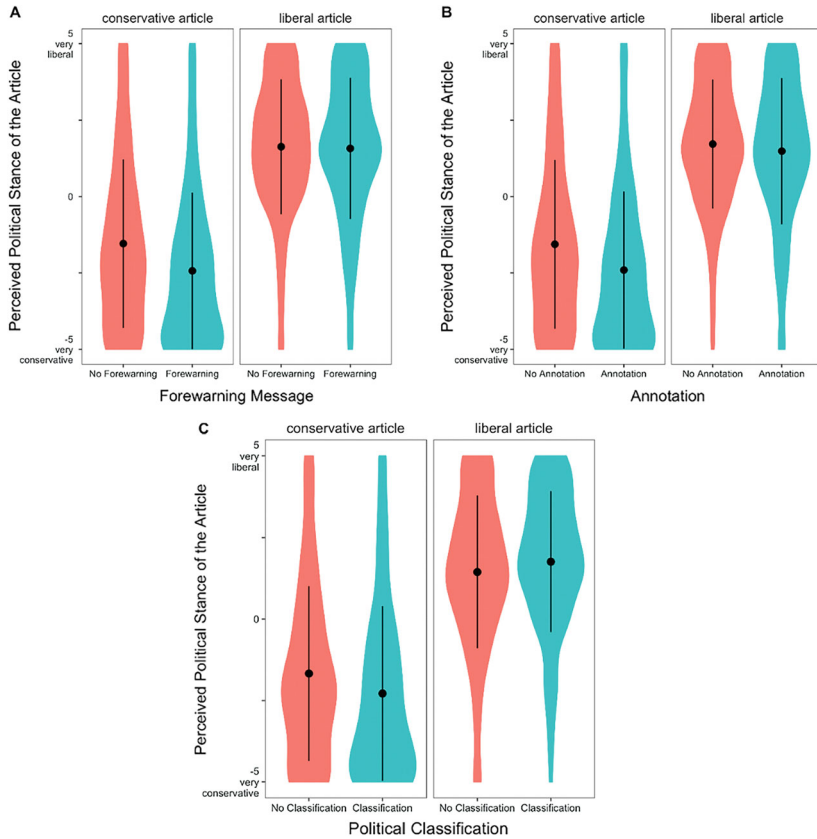 A
conservative article
liberal article
Perceived Political Stance of the Article
5
very
liberal
0
-5
very
conservative
No Forewarning
Forewarning
No Forewarning
Forewarning
Forewarning Message
B
conservative article
liberal article
Perceived Political Stance of the Article
5
very
liberal
0
-5
very
conservative
No Annotation
Annotation
No Annotation
Annotation
Annotation
C
conservative article
liberal article
Perceived Political Stance of the Article
5
very
liberal
0
-5
very
conservative
No Classification
Classification
No Classification
Classification
Political Classification